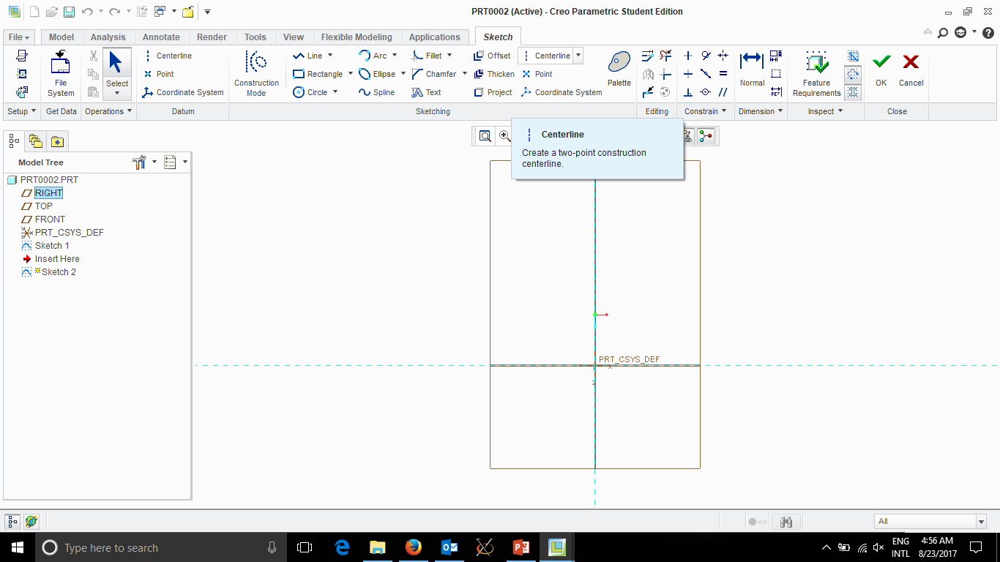 PRT0002 (Active) - Creo Parametric Student Edition
File Model Analysis Annotate Render Tools View Flexible Modeling Applications Sketch
Centerline Line Arc Fillet Offset Centerline
Point Rectangle Ellipse Chamfer Thicken Point
Coordinate System Circle Spline Text Project Coordinate System
File System
Select
Construction Mode
Palette
Normal
REF
Feature Requirements
OK
Cancel
Setup Get Data Operations Datum Sketching Editing Constrain Dimension Inspect Close
Centerline
Create a two-point construction
centerline.
Model Tree
PRT0002.PRT
RIGHT
TOP
FRONT
PRT_CSYS_DEF
Sketch 1
Insert Here
Sketch 2
PRT_CSYS_DEF
X
Z
All
Type here to search
ENG
INTL
4:56 AM
8/23/2017